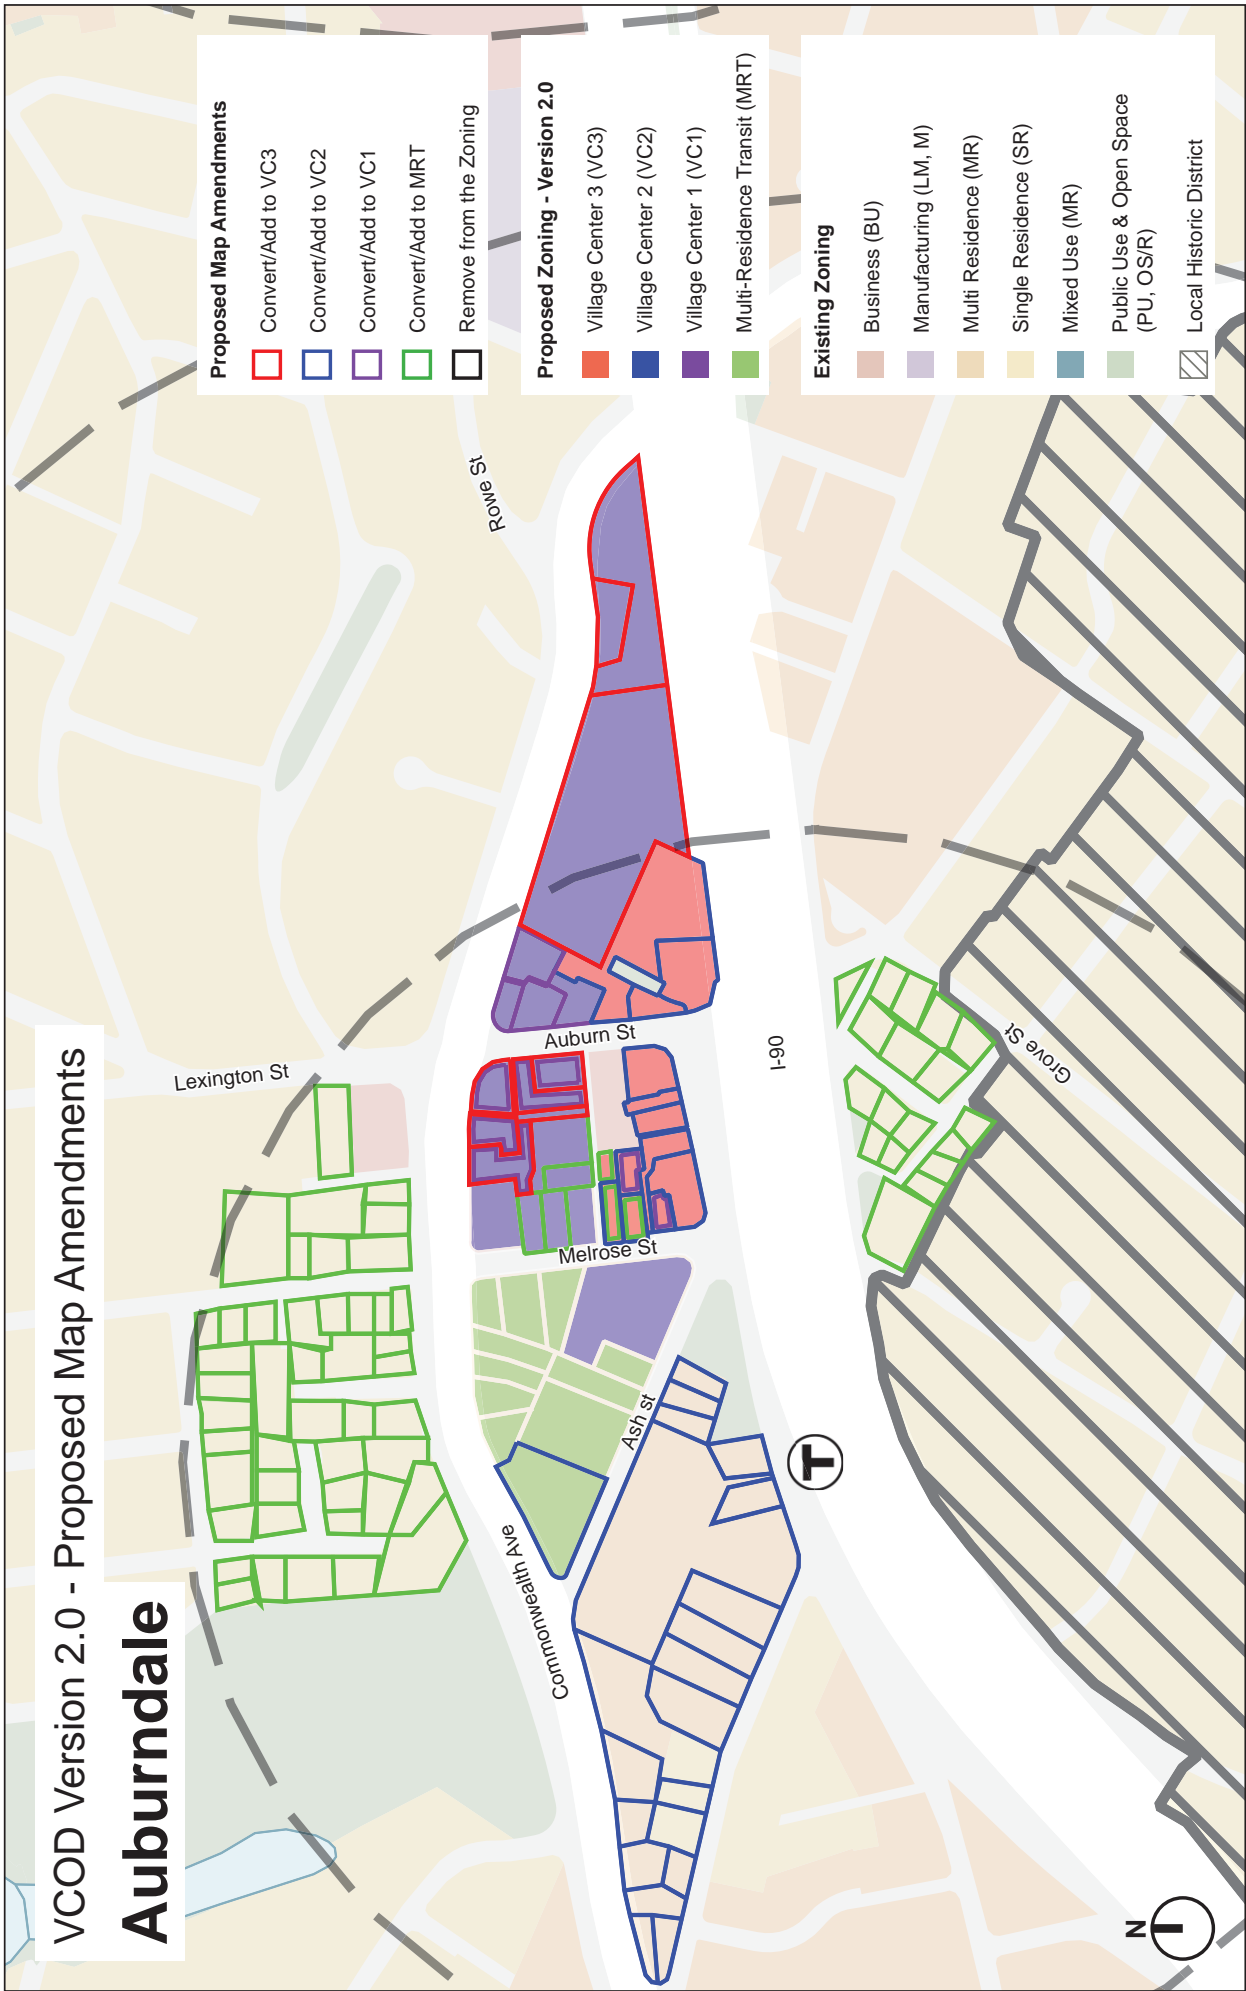 VCOD Version 2.0 - Proposed Map Amendments
Auburndale
Proposed Map Amendments
Convert/Add to VC3
Convert/Add to VC2
Convert/Add to VC1
Convert/Add to MRT
Remove from the Zoning
Proposed Zoning - Version 2.0
Village Center 3 (VC3)
Village Center 2 (VC2)
Village Center 1 (VC1)
Multi-Residence Transit (MRT)
Existing Zoning
Business (BU)
Manufacturing (LM, M)
Multi Residence (MR)
Single Residence (SR)
Mixed Use (MR)
Public Use & Open Space
(PU, OS/R)
Local Historic District
Lexington St
Rowe St
Auburn St
Melrose St
Commonwealth Ave
Ash st
I-90
Grove St
T
N